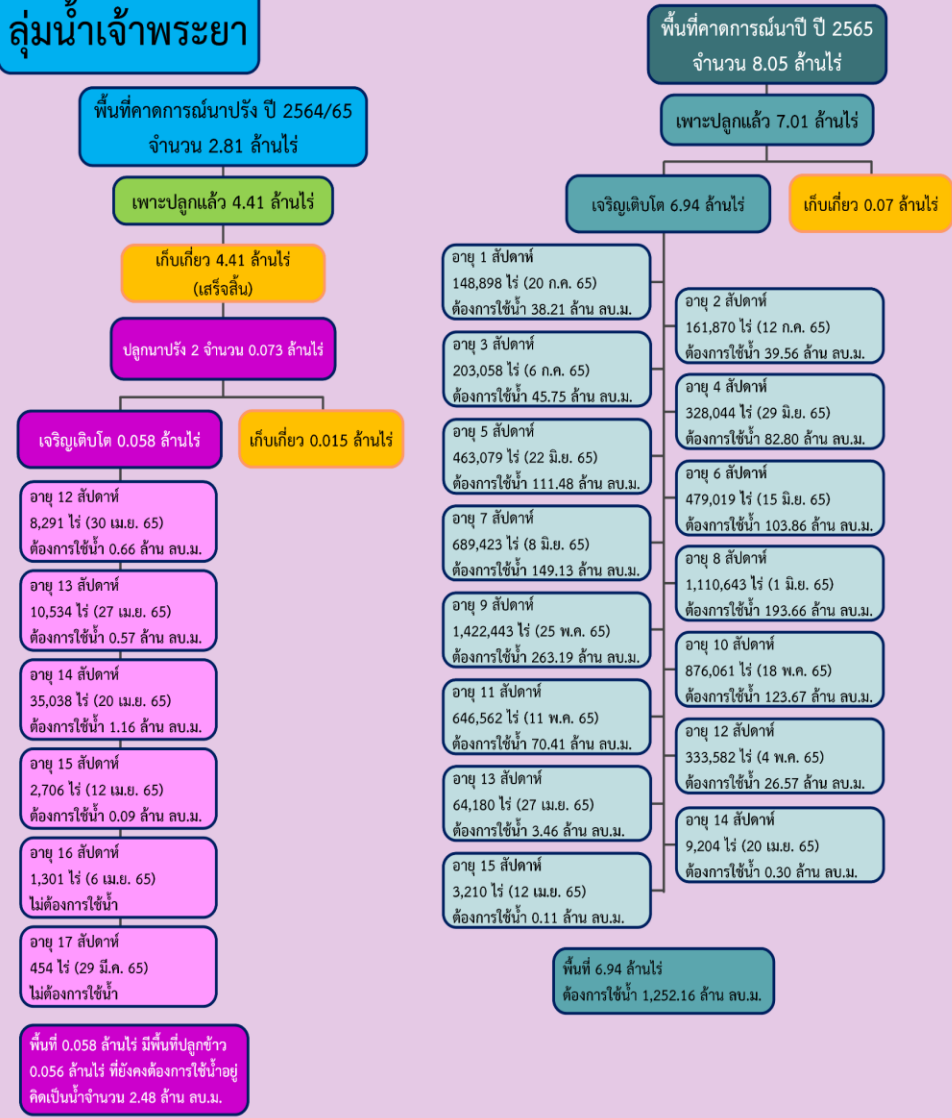 ลุ่มน้ำเจ้าพระยา
พื้นที่คาดการณ์นาปรัง ปี 2564/65
จำนวน 2.81 ล้านไร่
เพาะปลูกแล้ว 4.41 ล้านไร่
เก็บเกี่ยว 4.41 ล้านไร่
(เสร็จสิ้น)
ปลูกนาปรัง 2 จำนวน 0.073 ล้านไร่
เจริญเติบโต 0.058 ล้านไร่
เก็บเกี่ยว 0.015 ล้านไร่
อายุ 12 สัปดาห์
8,291 ไร่ (30 เม.ย. 65)
ต้องการใช้น้ำ 0.66 ล้าน ลบ.ม.
อายุ 13 สัปดาห์
10,534 ไร่ (27 เม.ย. 65)
ต้องการใช้น้ำ 0.57 ล้าน ลบ.ม.
อายุ 14 สัปดาห์
35,038 ไร่ (20 เม.ย. 65)
ต้องการใช้น้ำ 1.16 ล้าน ลบ.ม.
อายุ 15 สัปดาห์
2,706 ไร่ (12 เม.ย. 65)
ต้องการใช้น้ำ 0.09 ล้าน ลบ.ม.
อายุ 16 สัปดาห์
1,301 ไร่ (6 เม.ย. 65)
ไม่ต้องการใช้น้ำ
อายุ 17 สัปดาห์
454 ไร่ (29 มี.ค. 65)
ไม่ต้องการใช้น้ำ
พื้นที่ 0.058 ล้านไร่ มีพื้นที่ปลูกข้าว
0.056 ล้านไร่ ที่ยังคงต้องการใช้น้ำอยู่
คิดเป็นน้ำจำนวน 2.48 ล้าน ลบ.ม.
พื้นที่คาดการณ์นาปี ปี 2565
จำนวน 8.05 ล้านไร่
เพาะปลูกแล้ว 7.01 ล้านไร่
เจริญเติบโต 6.94 ล้านไร่
เก็บเกี่ยว 0.07 ล้านไร่
อายุ 1 สัปดาห์
148,898 ไร่ (20 ก.ค. 65)
ต้องการใช้น้ำ 38.21 ล้าน ลบ.ม.
อายุ 2 สัปดาห์
161,870 ไร่ (12 ก.ค. 65)
ต้องการใช้น้ำ 39.56 ล้าน ลบ.ม.
อายุ 3 สัปดาห์
203,058 ไร่ (6 ก.ค. 65)
ต้องการใช้น้ำ 45.75 ล้าน ลบ.ม.
อายุ 4 สัปดาห์
328,044 ไร่ (29 มิ.ย. 65)
ต้องการใช้น้ำ 82.80 ล้าน ลบ.ม.
อายุ 5 สัปดาห์
463,079 ไร่ (22 มิ.ย. 65)
ต้องการใช้น้ำ 111.48 ล้าน ลบ.ม.
อายุ 6 สัปดาห์
479,019 ไร่ (15 มิ.ย. 65)
ต้องการใช้น้ำ 103.86 ล้าน ลบ.ม.
อายุ 7 สัปดาห์
689,423 ไร่ (8 มิ.ย. 65)
ต้องการใช้น้ำ 149.13 ล้าน ลบ.ม.
อายุ 8 สัปดาห์
1,110,643 ไร่ (1 มิ.ย. 65)
ต้องการใช้น้ำ 193.66 ล้าน ลบ.ม.
อายุ 9 สัปดาห์
1,422,443 ไร่ (25 พ.ค. 65)
ต้องการใช้น้ำ 263.19 ล้าน ลบ.ม.
อายุ 10 สัปดาห์
876,061 ไร่ (18 พ.ค. 65)
ต้องการใช้น้ำ 123.67 ล้าน ลบ.ม.
อายุ 11 สัปดาห์
646,562 ไร่ (11 พ.ค. 65)
ต้องการใช้น้ำ 70.41 ล้าน ลบ.ม.
อายุ 12 สัปดาห์
333,582 ไร่ (4 พ.ค. 65)
ต้องการใช้น้ำ 26.57 ล้าน ลบ.ม.
อายุ 13 สัปดาห์
64,180 ไร่ (27 เม.ย. 65)
ต้องการใช้น้ำ 3.46 ล้าน ลบ.ม.
อายุ 14 สัปดาห์
9,204 ไร่ (20 เม.ย. 65)
ต้องการใช้น้ำ 0.30 ล้าน ลบ.ม.
อายุ 15 สัปดาห์
3,210 ไร่ (12 เม.ย. 65)
ต้องการใช้น้ำ 0.11 ล้าน ลบ.ม.
พื้นที่ 6.94 ล้านไร่
ต้องการใช้น้ำ 1,252.16 ล้าน ลบ.ม.